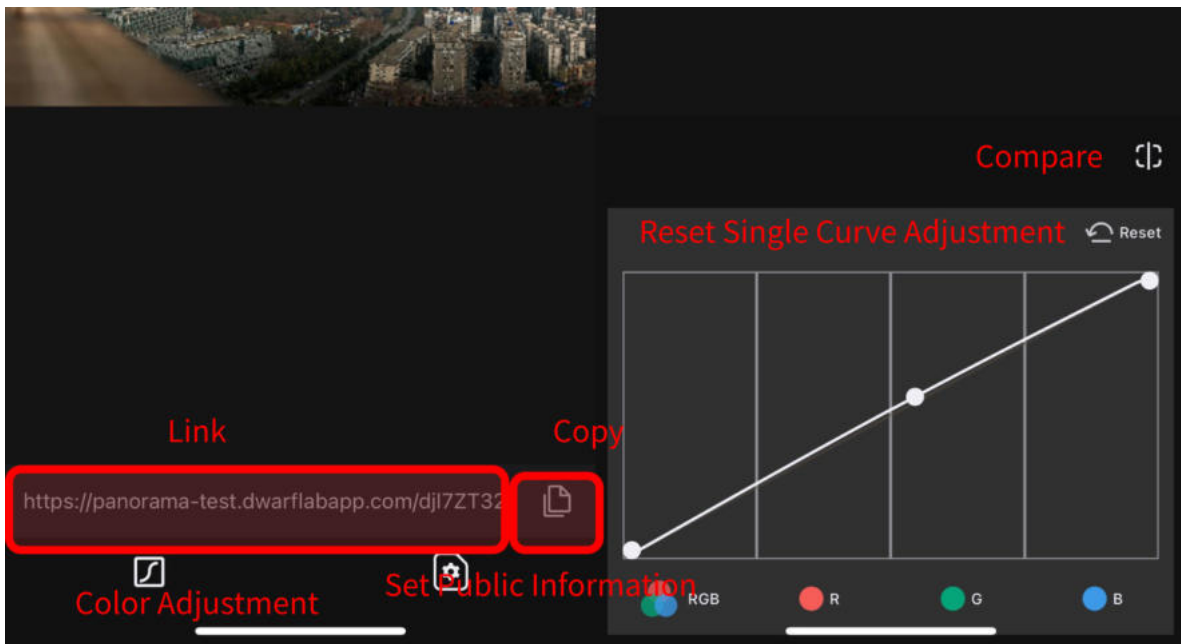 Compare
Reset Single Curve Adjustment
Reset
Link
Copy
https://panorama-test.dwarflabapp.com/djl7ZT32
Color Adjustment
Set Public Information
RGB
R
G
B